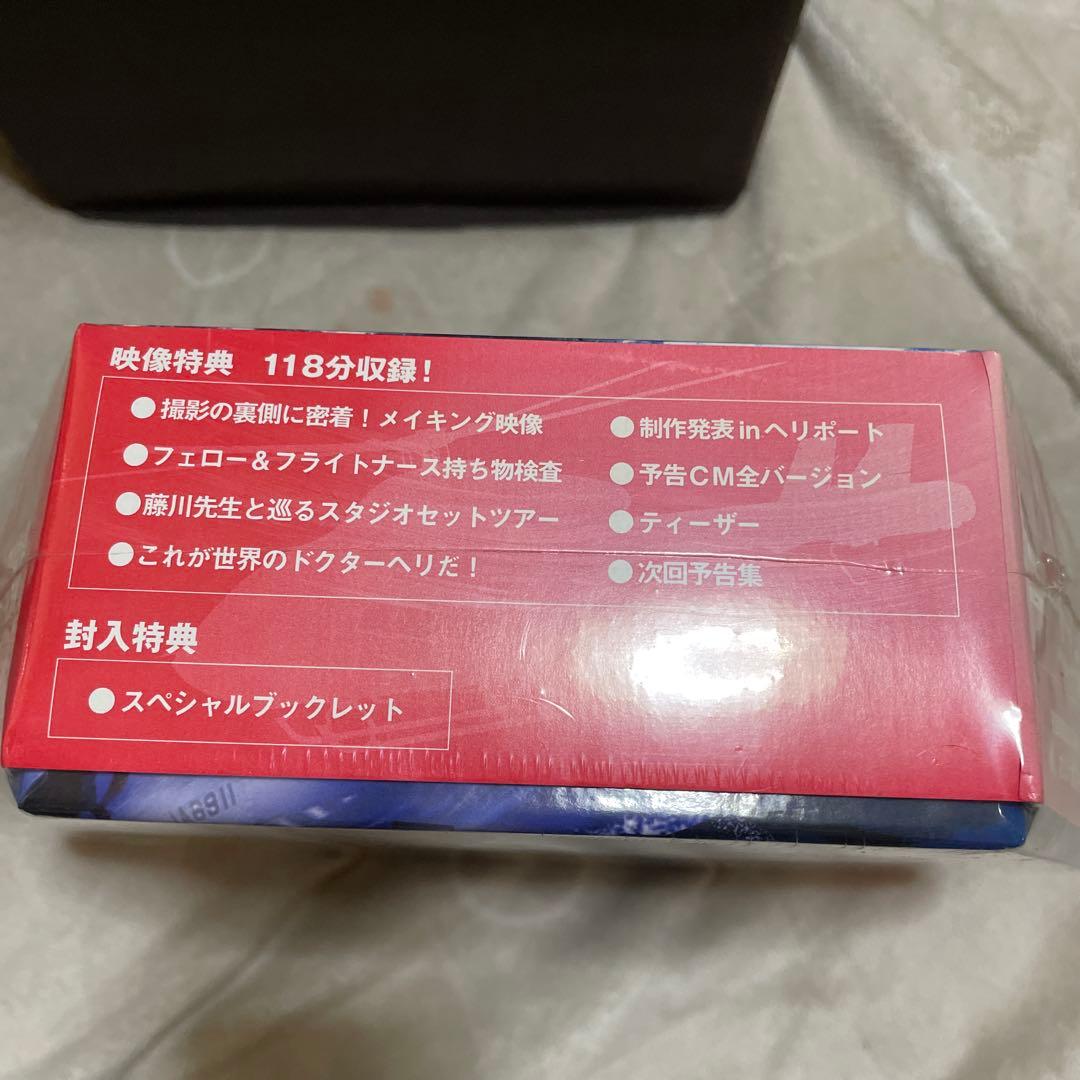 映像特典 118分収録!
●撮影の裏側に密着!メイキング映像
●フェロー&フライトナース持ち物検査
●藤川先生と巡るスタジオセットツアー
●これが世界のドクターヘリだ!
●制作発表inヘリポート
●予告CM全バージョン
●ティーザー
●次回予告集
封入特典
●スペシャルブックレット